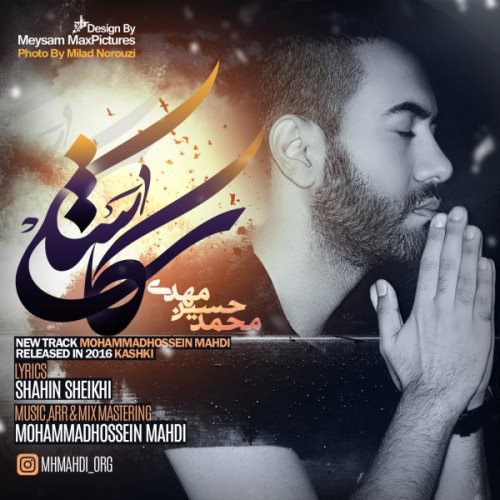 Design By
Meysam MaxPictures
Photo By Milad Norouzi
کاشکی
محمد حسین مهدی
NEW TRACK MOHAMMADHOSSEIN MAHDI
RELEASED IN 2016 KASHKI
LYRICS
SHAHIN SHEIKHI
MUSIC,ARR & MIX MASTERING
MOHAMMADHOSSEIN MAHDI
MHMAHDI_ORG